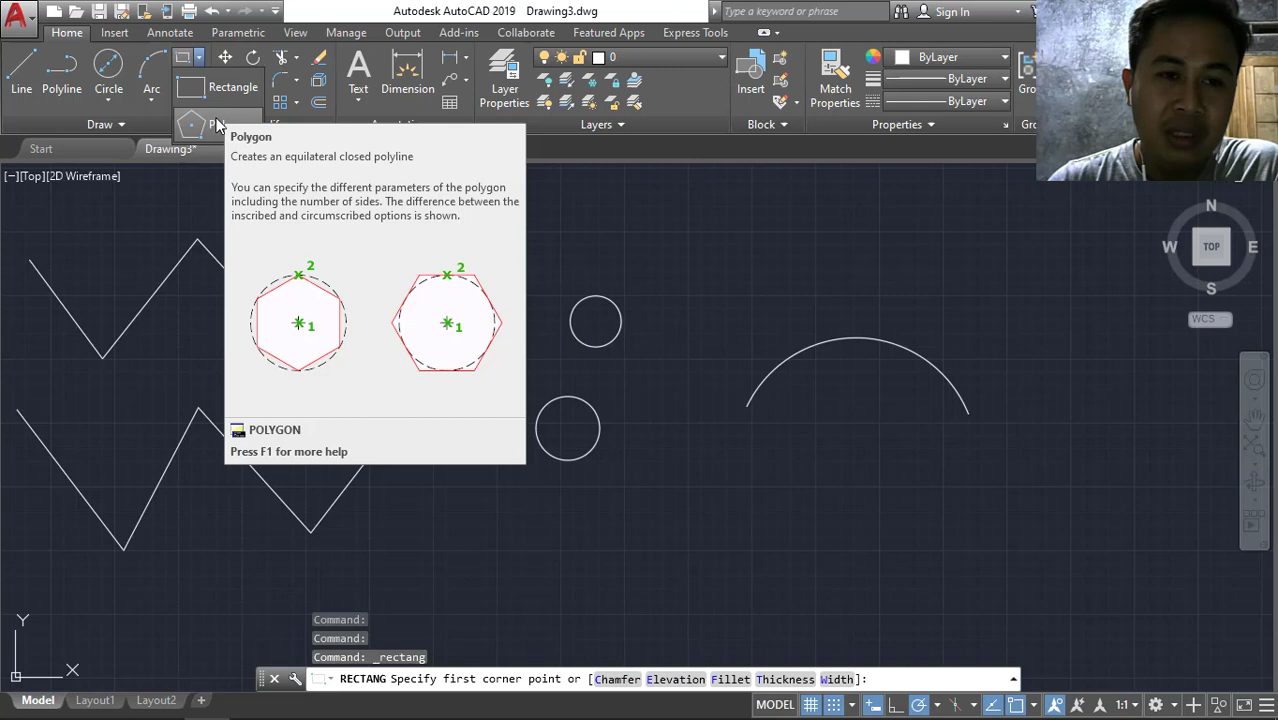 Autodesk AutoCAD 2019 Drawing3.dwg
Type a keyword or phrase
Sign In
Home Insert Annotate Parametric View Manage Output Add-ins Collaborate Featured Apps Express Tools
Line Polyline Circle Arc
Rectangle
Text Dimension
Layer Properties
0
Insert
Match Properties
ByLayer
ByLayer
ByLayer
Draw Layers Block Properties
Start Drawing3*
[−][Top][2D Wireframe]
Polygon
Creates an equilateral closed polyline
You can specify the different parameters of the polygon
including the number of sides. The difference between the
inscribed and circumscribed options is shown.
2 2
1 1
POLYGON
Press F1 for more help
N
W TOP E
S
WCS
Y
X
Command:
Command:
Command: _rectang
RECTANG Specify first corner point or [Chamfer Elevation Fillet Thickness Width]:
Model Layout1 Layout2 +
MODEL 1:1